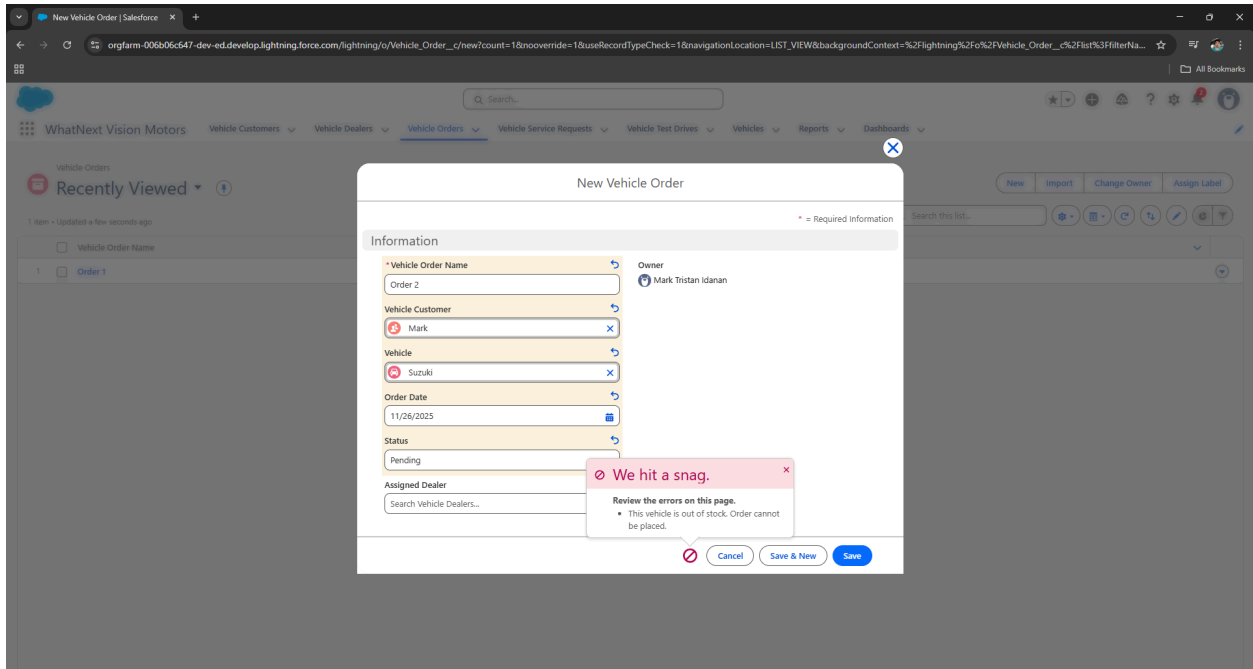 New Vehicle Order | Salesforce
orgfarm-006b06c647-dev-ed.develop.lightning.force.com/lightning/o/Vehicle_Order__c/new?count=1&nooverride=1&useRecordTypeCheck=1&navigationLocation=LIST_VIEW&backgroundContext=%2Flightning%2Fo%2FVehicle_Order__c%2Flist%3FfilterNa...
All Bookmarks
Search...
WhatNext Vision Motors Vehicle Customers Vehicle Dealers Vehicle Orders Vehicle Service Requests Vehicle Test Drives Vehicles Reports Dashboards
Vehicle Orders
Recently Viewed
New Import Change Owner Assign Label
1 item • Updated a few seconds ago
Search this list...
Vehicle Order Name
1 Order 1
New Vehicle Order
* = Required Information
Information
*Vehicle Order Name
Order 2
Owner
Mark Tristan Idanan
Vehicle Customer
Mark
Vehicle
Suzuki
Order Date
11/26/2025
Status
Pending
Assigned Dealer
Search Vehicle Dealers...
We hit a snag.
Review the errors on this page.
• This vehicle is out of stock. Order cannot
be placed.
Cancel Save & New Save